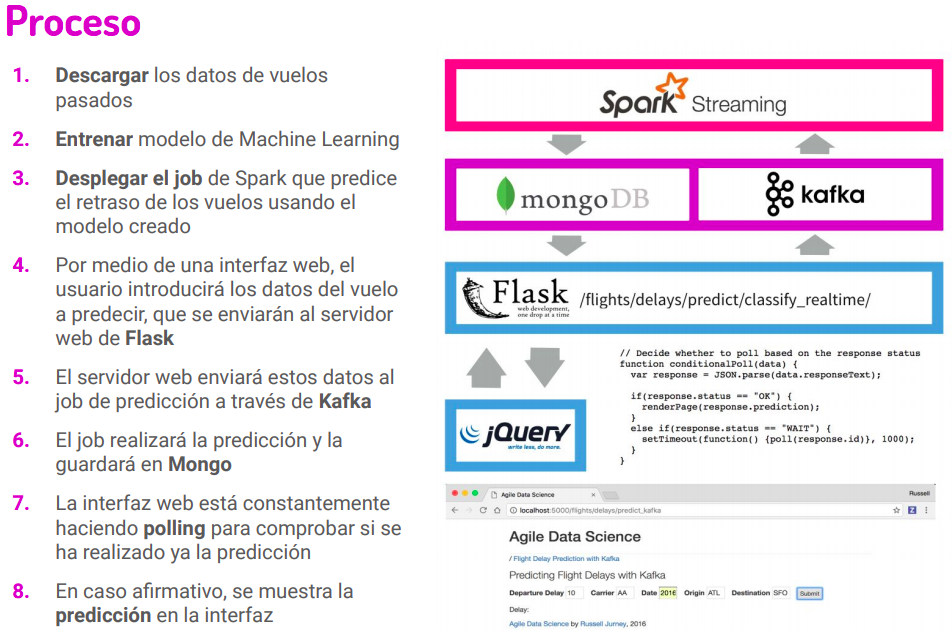 Proceso
1. Descargar los datos de vuelos
pasados
2. Entrenar modelo de Machine Learning
3. Desplegar el job de Spark que predice
el retraso de los vuelos usando el
modelo creado
4. Por medio de una interfaz web, el
usuario introducirá los datos del vuelo
a predecir, que se enviarán al servidor
web de Flask
5. El servidor web enviará estos datos al
job de predicción a través de Kafka
6. El job realizará la predicción y la
guardará en Mongo
7. La interfaz web está constantemente
haciendo polling para comprobar si se
ha realizado ya la predicción
8. En caso afirmativo, se muestra la
predicción en la interfaz
Spark Streaming
mongoDB
kafka
Flask
web development,
one drop at a time
/flights/delays/predict/classify_realtime/
// Decide whether to poll based on the response status
function conditionalPoll(data) {
var response = JSON.parse(data.responseText);
if(response.status == "OK") {
renderPage(response.prediction);
}
else if(response.status == "WAIT") {
setTimeout(function() {poll(response.id)}, 1000);
}
}
jQuery
write less, do more.
Agile Data Science
Russell
localhost:5000/flights/delays/predict_kafka
Agile Data Science
/ Flight Delay Prediction with Kafka
Predicting Flight Delays with Kafka
Departure Delay 10 Carrier AA Date 2016 Origin ATL Destination SFO Submit
Delay:
Agile Data Science by Russell Jurney, 2016